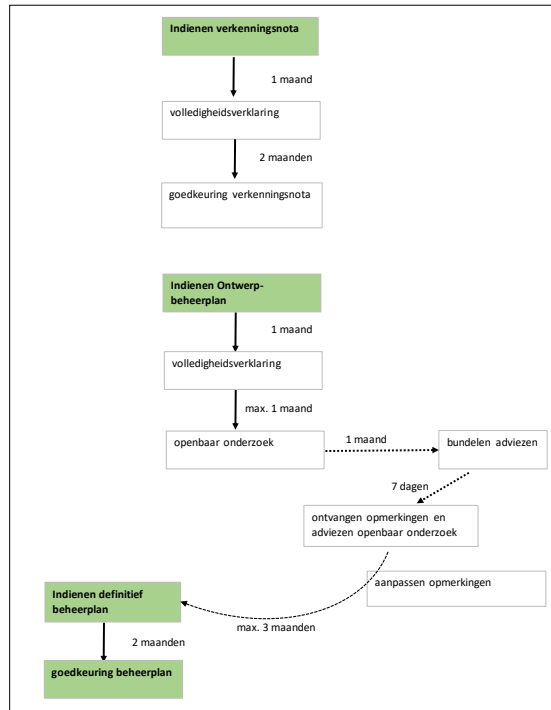 Indienen verkenningsnota
1 maand
volledigheidsverklaring
2 maanden
goedkeuring verkenningsnota
Indienen Ontwerp-
beheerplan
1 maand
volledigheidsverklaring
max. 1 maand
openbaar onderzoek
1 maand
bundelen adviezen
7 dagen
ontvangen opmerkingen en
adviezen openbaar onderzoek
aanpassen opmerkingen
max. 3 maanden
Indienen definitief
beheerplan
2 maanden
goedkeuring beheerplan